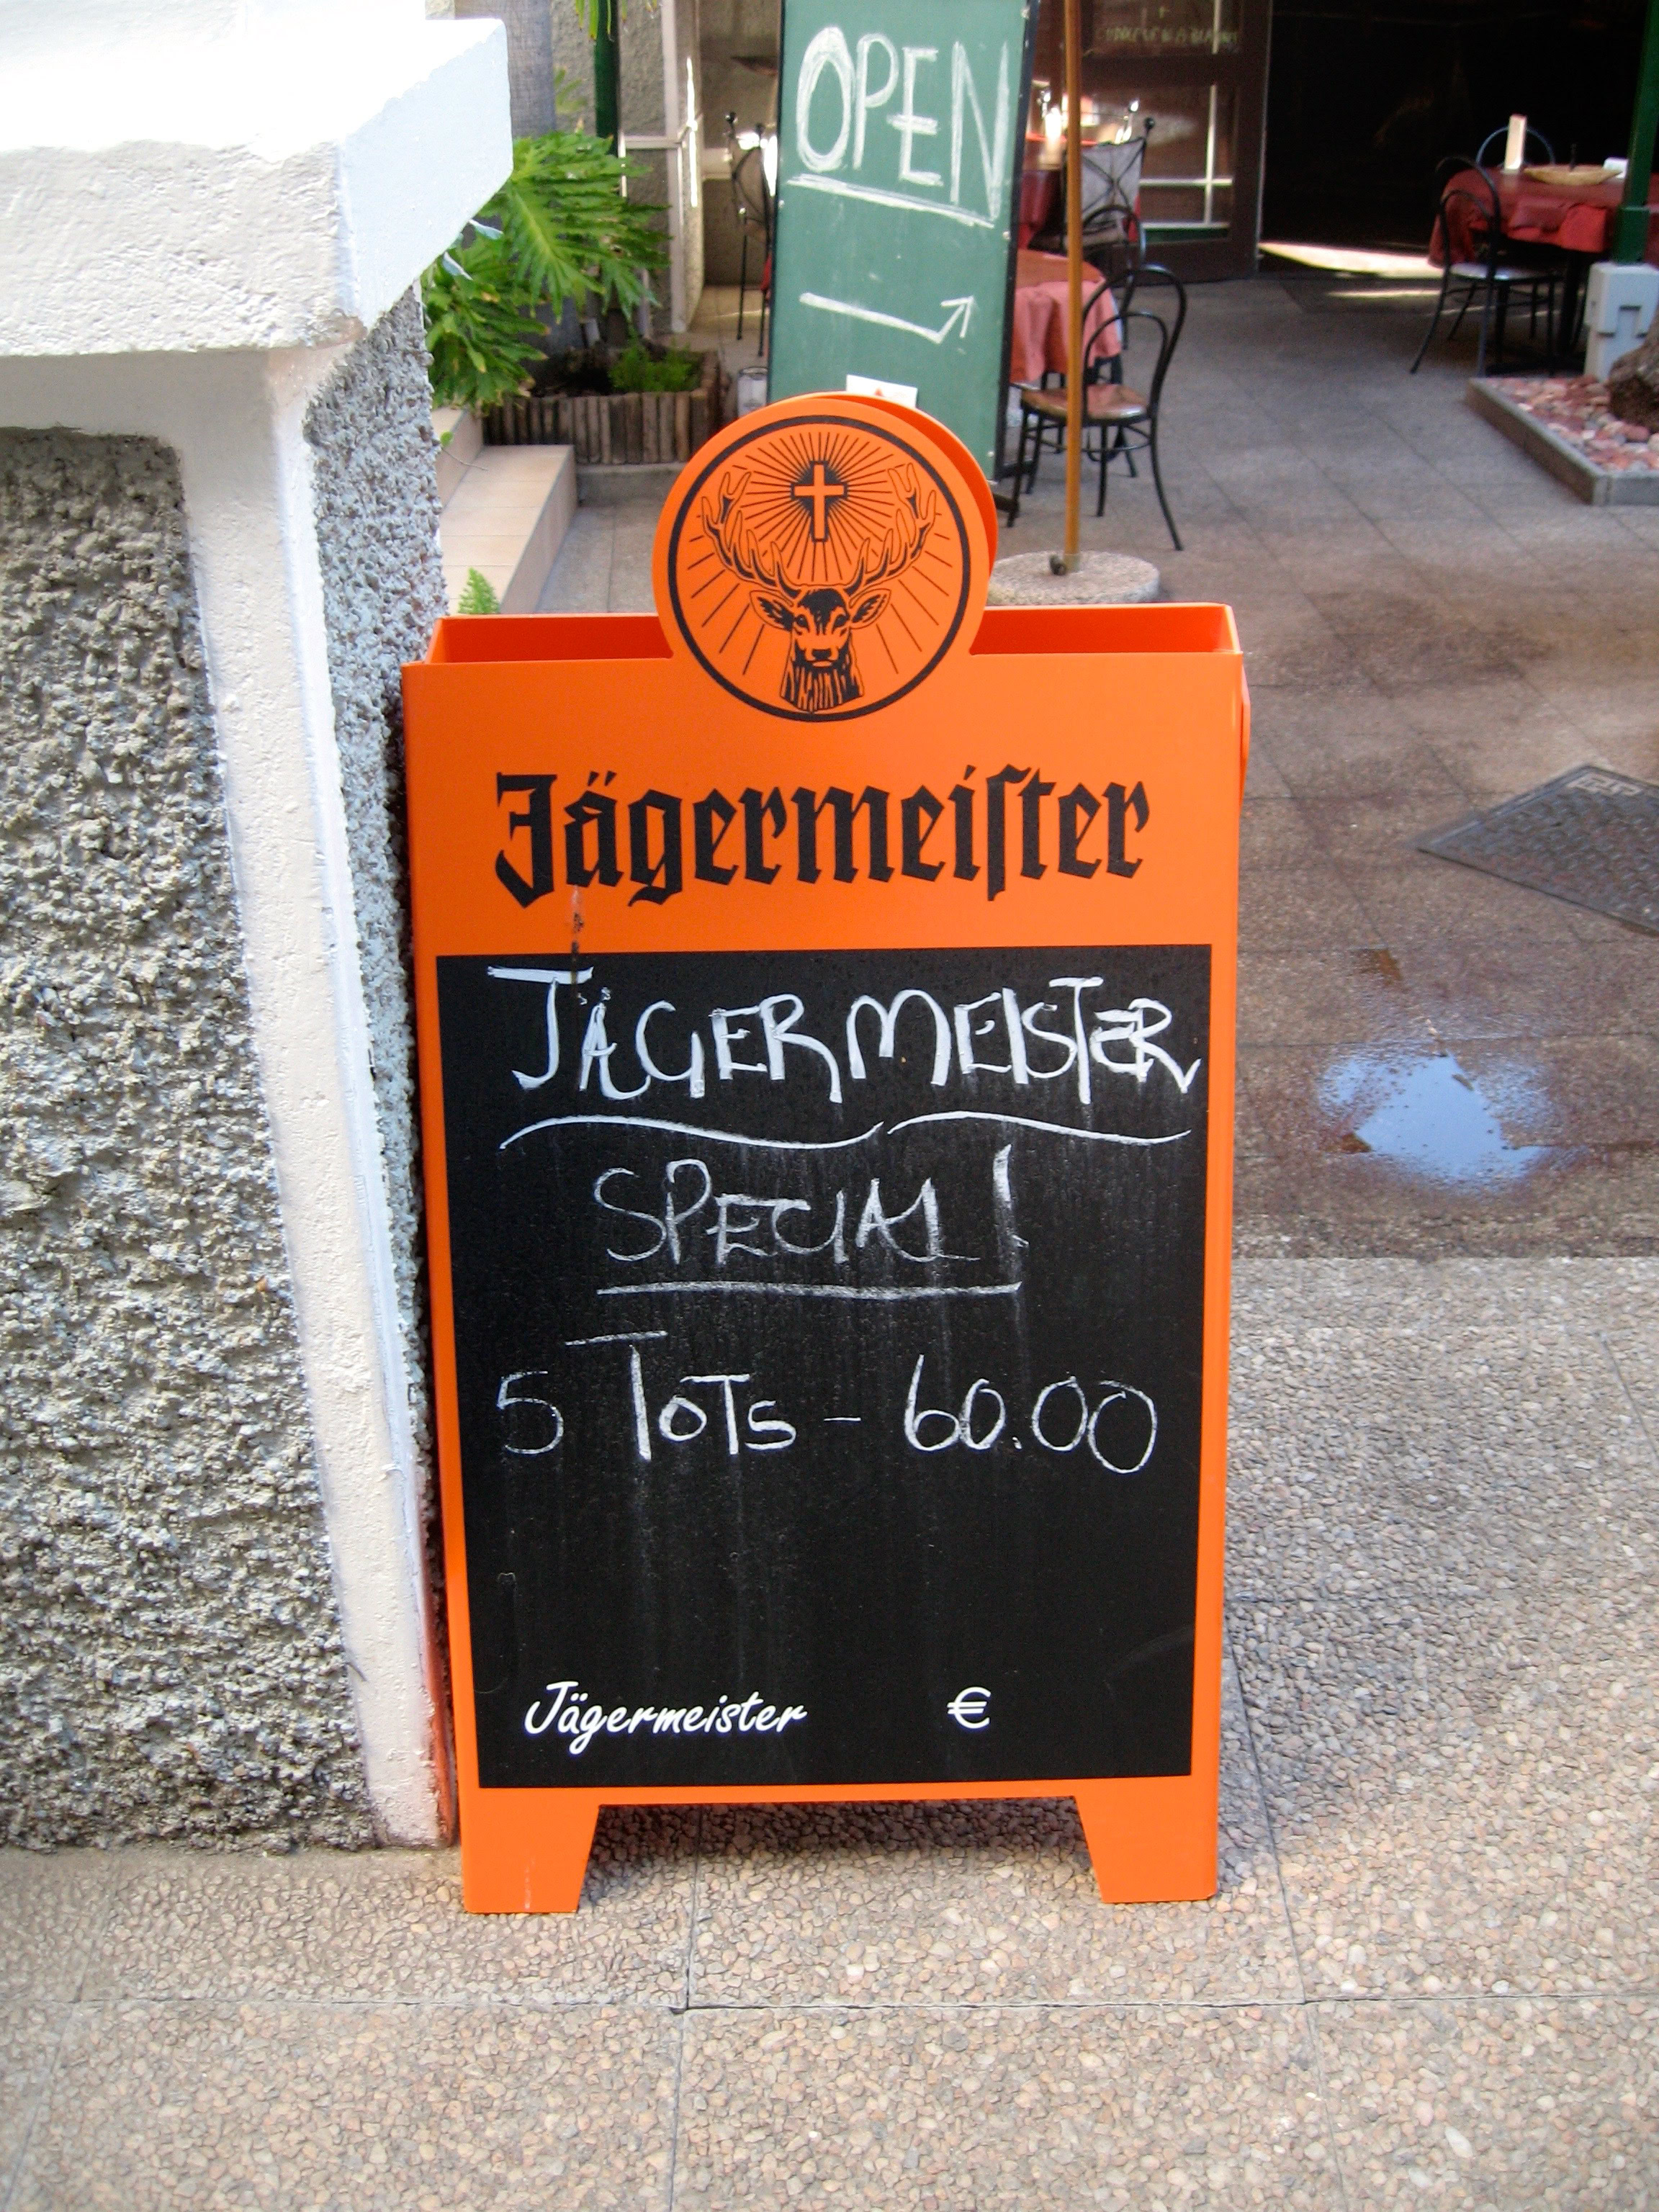 OPEN
Jägermeiſter
JÄGERMEISTER
SPECIAL!
5 TOTS - 60.00
Jägermeister €